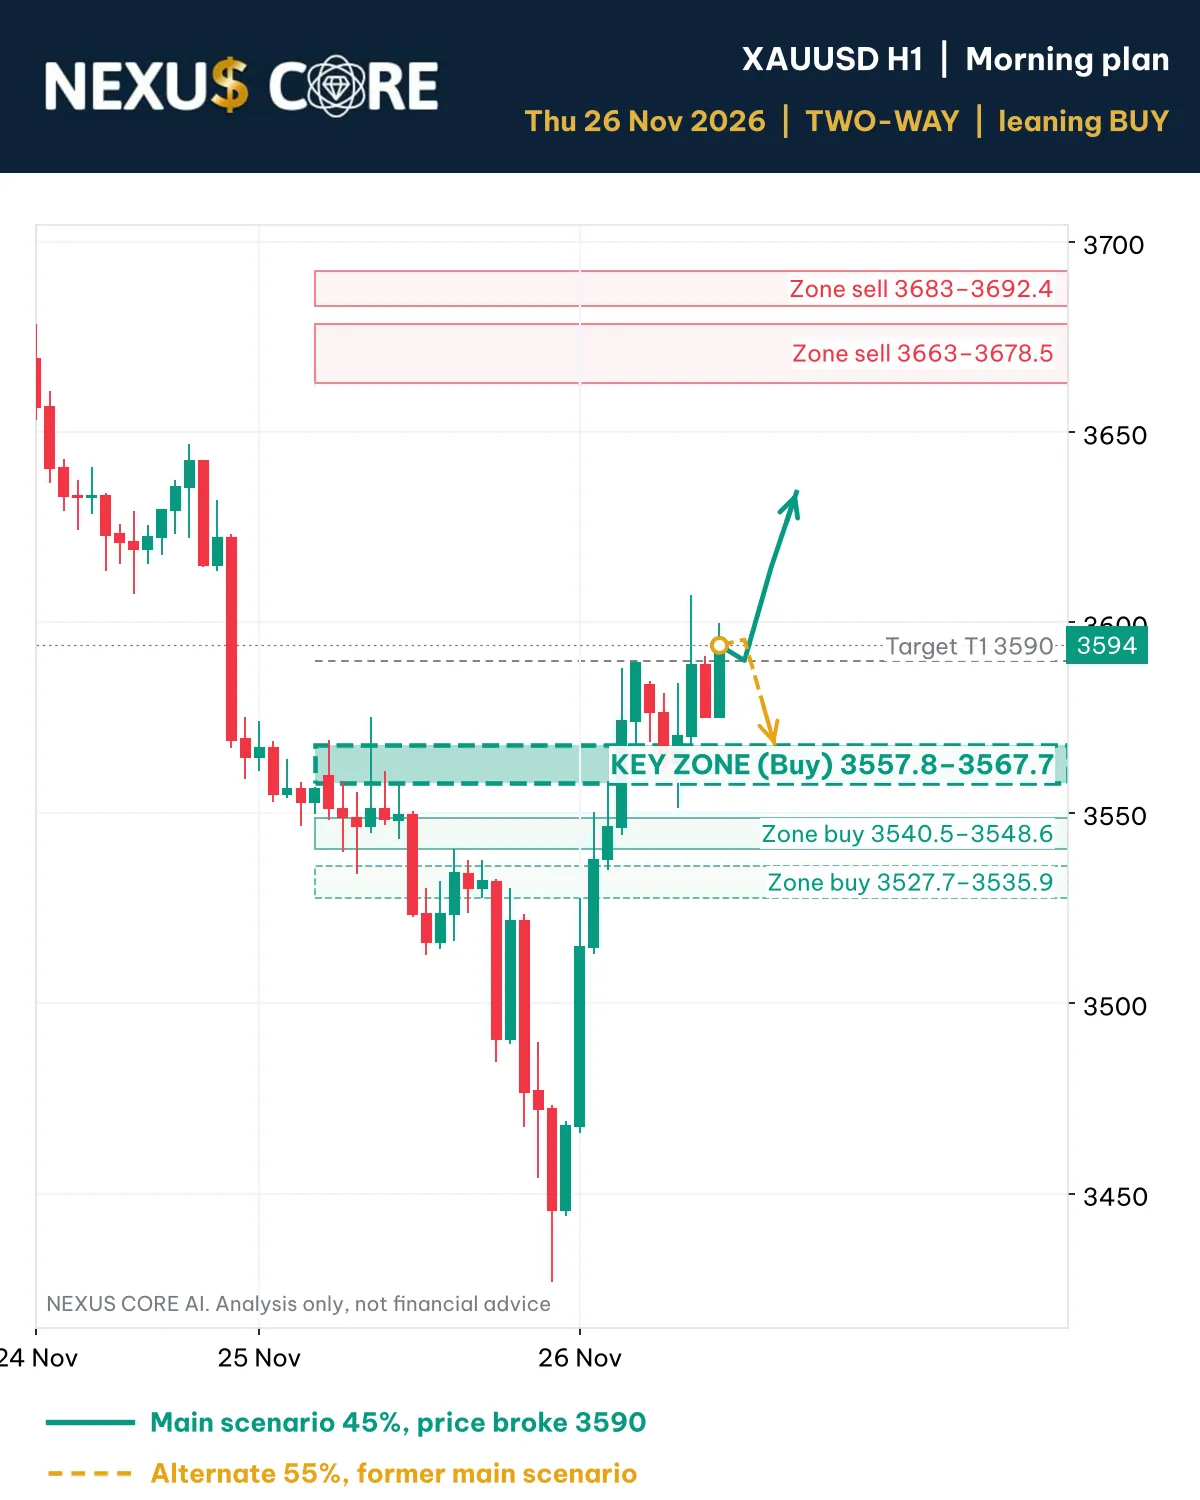 NEXU$ CORE
XAUUSD H1 | Morning plan
Thu 26 Nov 2026 | TWO-WAY | leaning BUY
3700
Zone sell 3683–3692.4
Zone sell 3663–3678.5
3650
3600
Target T1 3590
3594
KEY ZONE (Buy) 3557.8–3567.7
3550
Zone buy 3540.5–3548.6
Zone buy 3527.7–3535.9
3500
3450
NEXUS CORE AI. Analysis only, not financial advice
24 Nov
25 Nov
26 Nov
Main scenario 45%, price broke 3590
Alternate 55%, former main scenario